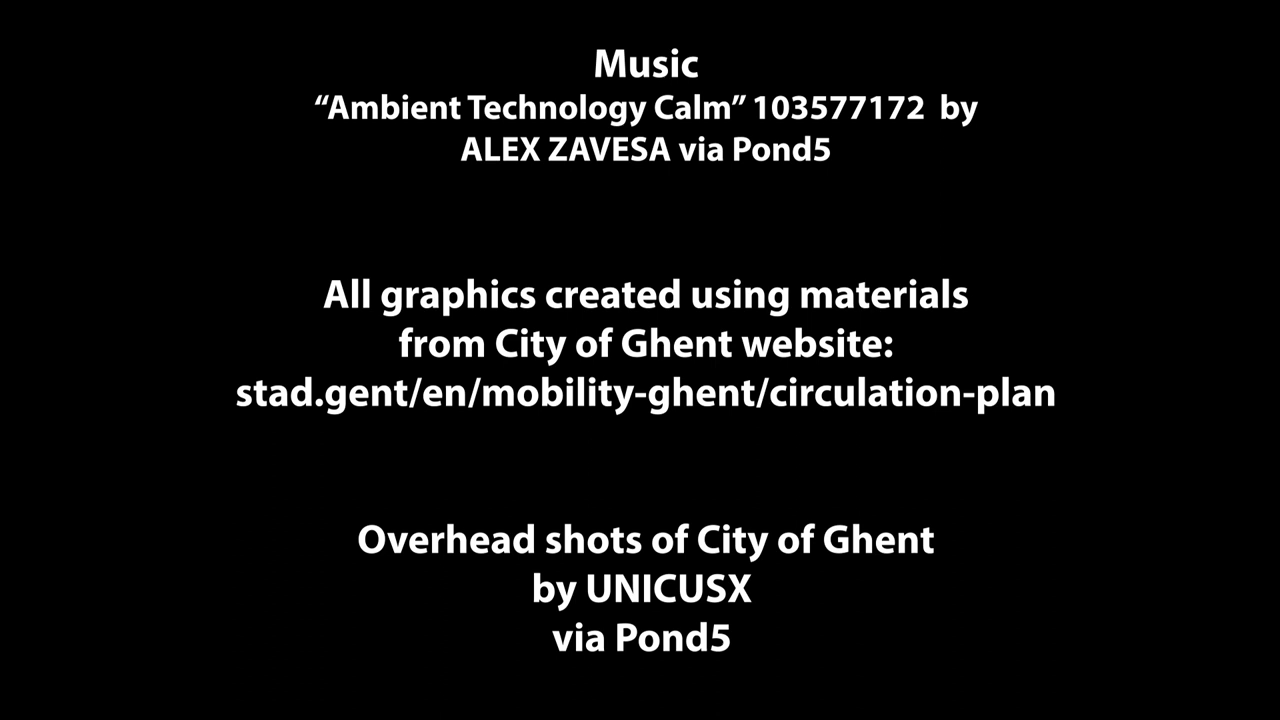 Music
“Ambient Technology Calm” 103577172 by
ALEX ZAVESA via Pond5
All graphics created using materials
from City of Ghent website:
stad.gent/en/mobility-ghent/circulation-plan
Overhead shots of City of Ghent
by UNICUSX
via Pond5